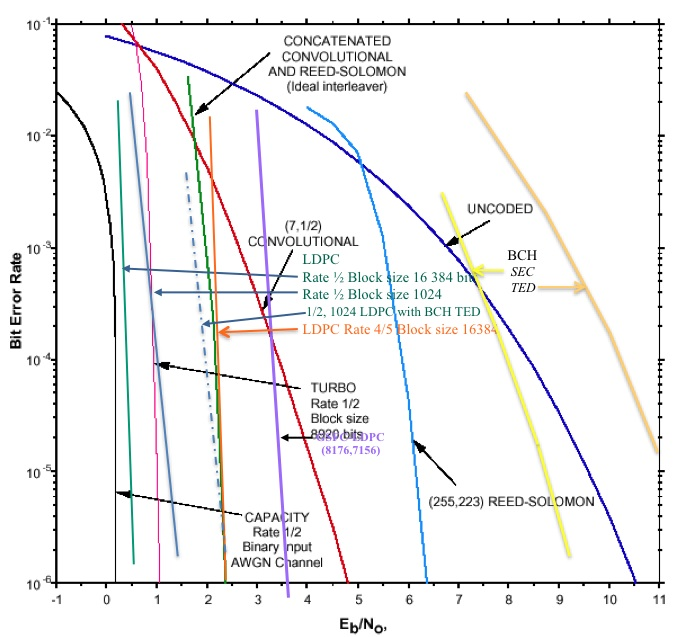 10-1
10-2
10-3
10-4
10-5
10-6
Bit Error Rate
CONCATENATED
CONVOLUTIONAL
AND REED-SOLOMON
(Ideal interleaver)
UNCODED
(7,1/2)
CONVOLUTIONAL
LDPC
Rate ½ Block size 16 384 bit
Rate ½ Block size 1024
1/2, 1024 LDPC with BCH TED
LDPC Rate 4/5 Block size 16384
BCH
SEC
TED
TURBO
Rate 1/2
Block size
8920 bits
LDPC
(8176,7156)
(255,223) REED-SOLOMON
CAPACITY
Rate 1/2
Binary Input
AWGN Channel
-1 0 1 2 3 4 5 6 7 8 9 10 11
Eb/No,